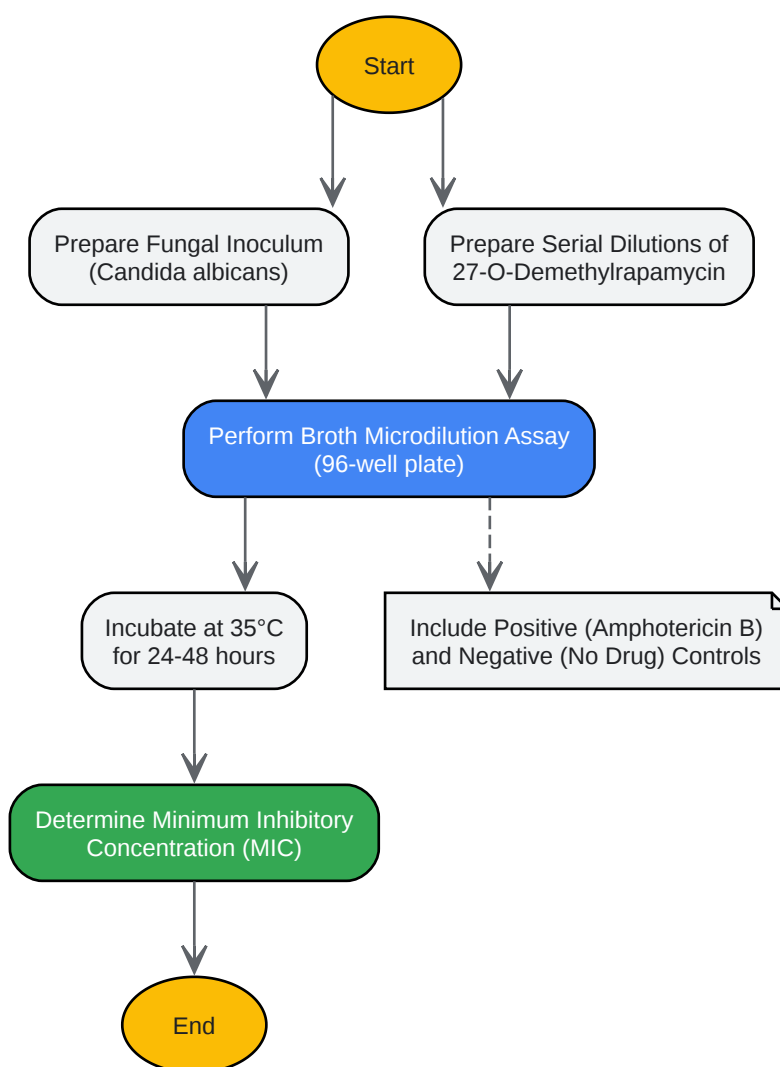 Start
Prepare Fungal Inoculum
(Candida albicans)
Prepare Serial Dilutions of
27-O-Demethylrapamycin
Perform Broth Microdilution Assay
(96-well plate)
Incubate at 35°C
for 24-48 hours
Include Positive (Amphotericin B)
and Negative (No Drug) Controls
Determine Minimum Inhibitory
Concentration (MIC)
End